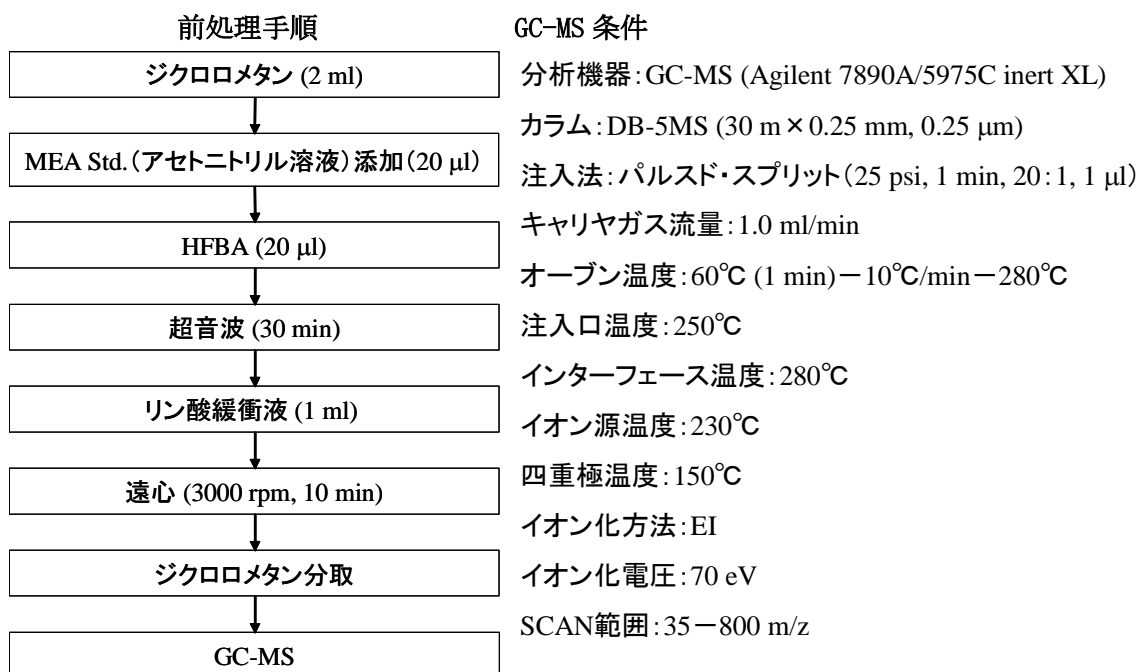 前処理手順
ジクロロメタン (2 ml)
MEA Std.（アセトニトリル溶液）添加（20 μl）
HFBA (20 μl)
超音波 (30 min)
リン酸緩衝液 (1 ml)
遠心 (3000 rpm, 10 min)
ジクロロメタン分取
GC-MS
GC-MS 条件
分析機器：GC-MS (Agilent 7890A/5975C inert XL)
カラム：DB-5MS (30 m×0.25 mm, 0.25 μm)
注入法：パルスド・スプリット（25 psi, 1 min, 20：1, 1 μl）
キャリヤガス流量：1.0 ml/min
オーブン温度：60℃ (1 min)－10℃/min－280℃
注入口温度：250℃
インターフェース温度：280℃
イオン源温度：230℃
四重極温度：150℃
イオン化方法：EI
イオン化電圧：70 eV
SCAN範囲：35－800 m/z